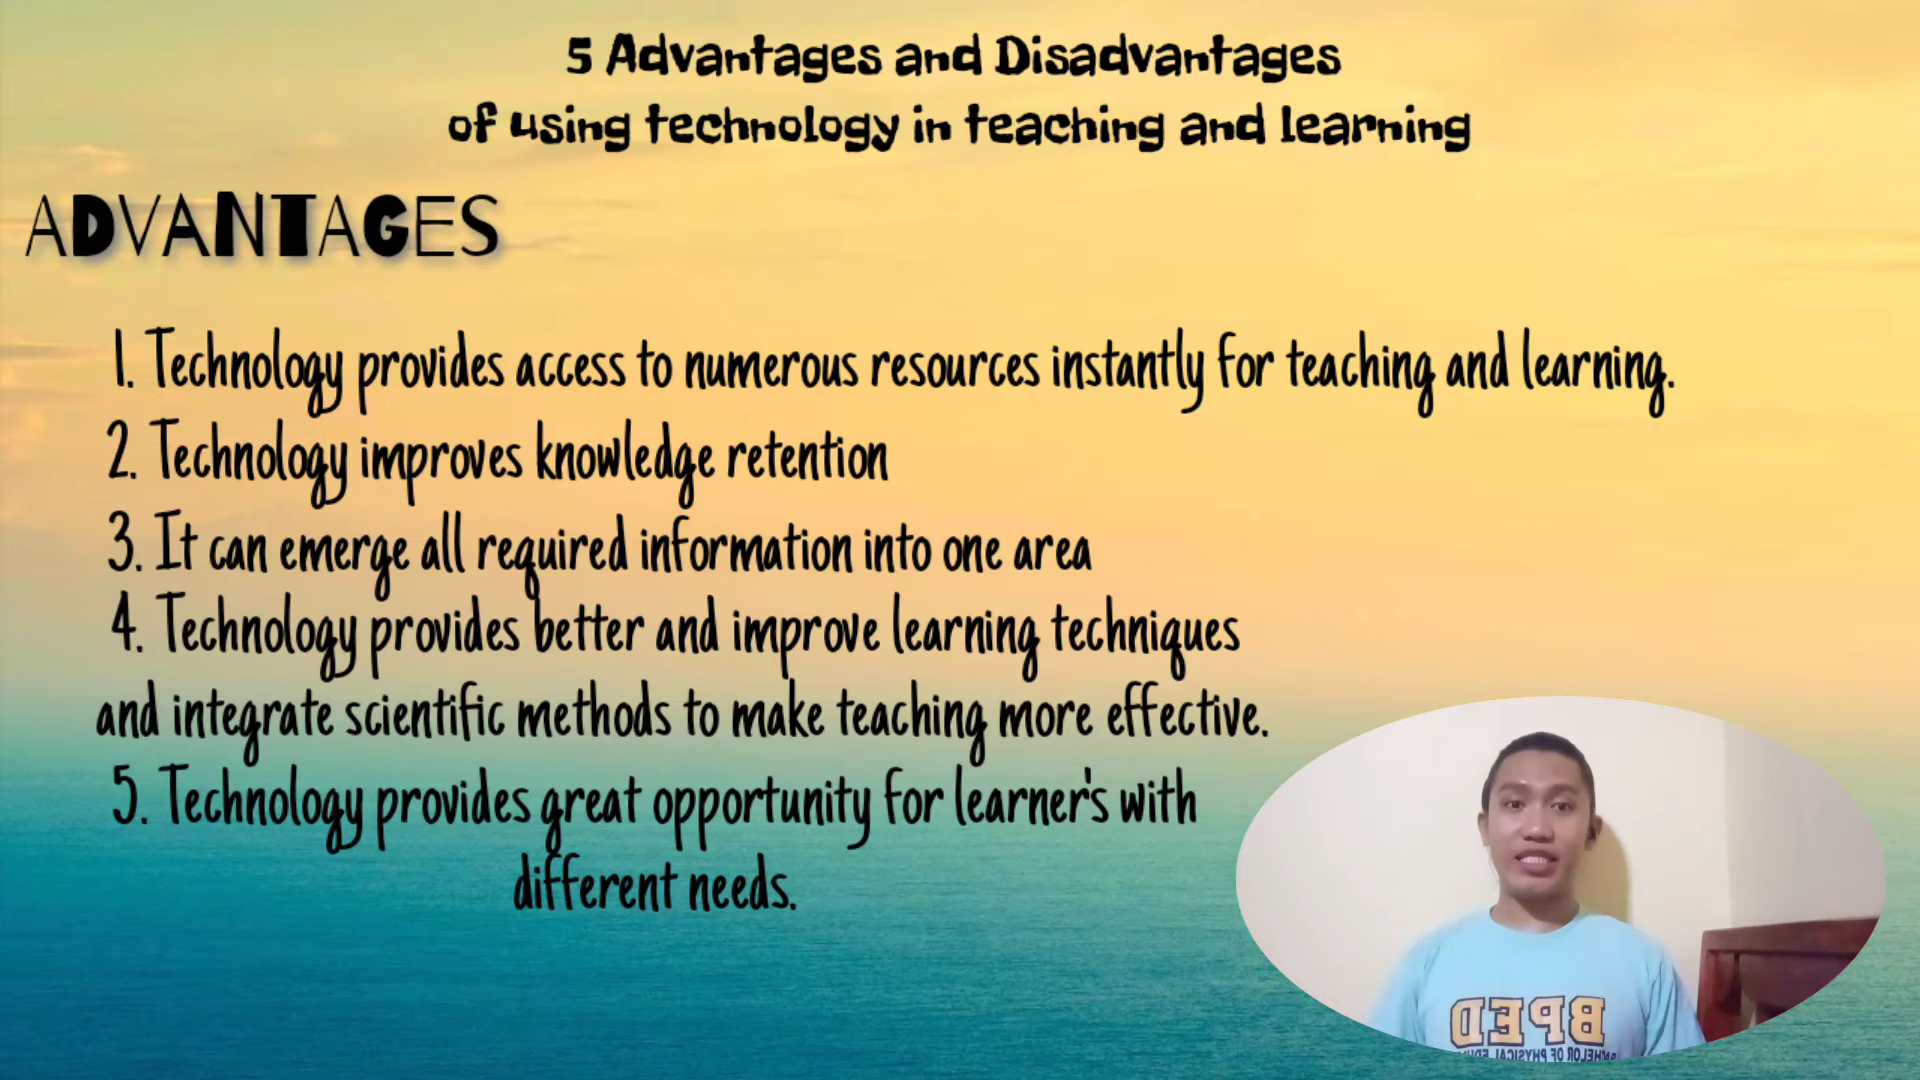 5 Advantages and Disadvantages
of using technology in teaching and learning
ADVANTAGES
1. Technology provides access to numerous resources instantly for teaching and learning.
2. Technology improves knowledge retention
3. It can emerge all required information into one area
4. Technology provides better and improve learning techniques
and integrate scientific methods to make teaching more effective.
5. Technology provides great opportunity for learner's with
different needs.
BPED
OF PHYSICAL